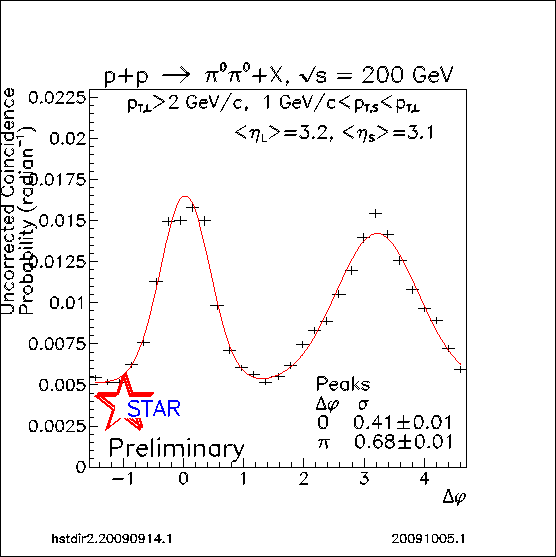 p+p → π⁰π⁰+X, √s = 200 GeV
p_T,L>2 GeV/c, 1 GeV/c<p_T,S<p_T,L
<η_L>=3.2, <η_S>=3.1
Uncorrected Coincidence
Probability (radian⁻¹)
0.0225
0.02
0.0175
0.015
0.0125
0.01
0.0075
0.005
0.0025
0
Peaks
Δφ σ
0 0.41±0.01
π 0.68±0.01
STAR
Preliminary
−1 0 1 2 3 4
Δφ
hstdir2.20090914.1 20091005.1